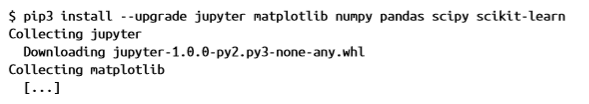 $ pip3 install --upgrade jupyter matplotlib numpy pandas scipy scikit-learn
Collecting jupyter
  Downloading jupyter-1.0.0-py2.py3-none-any.whl
Collecting matplotlib
  [...]